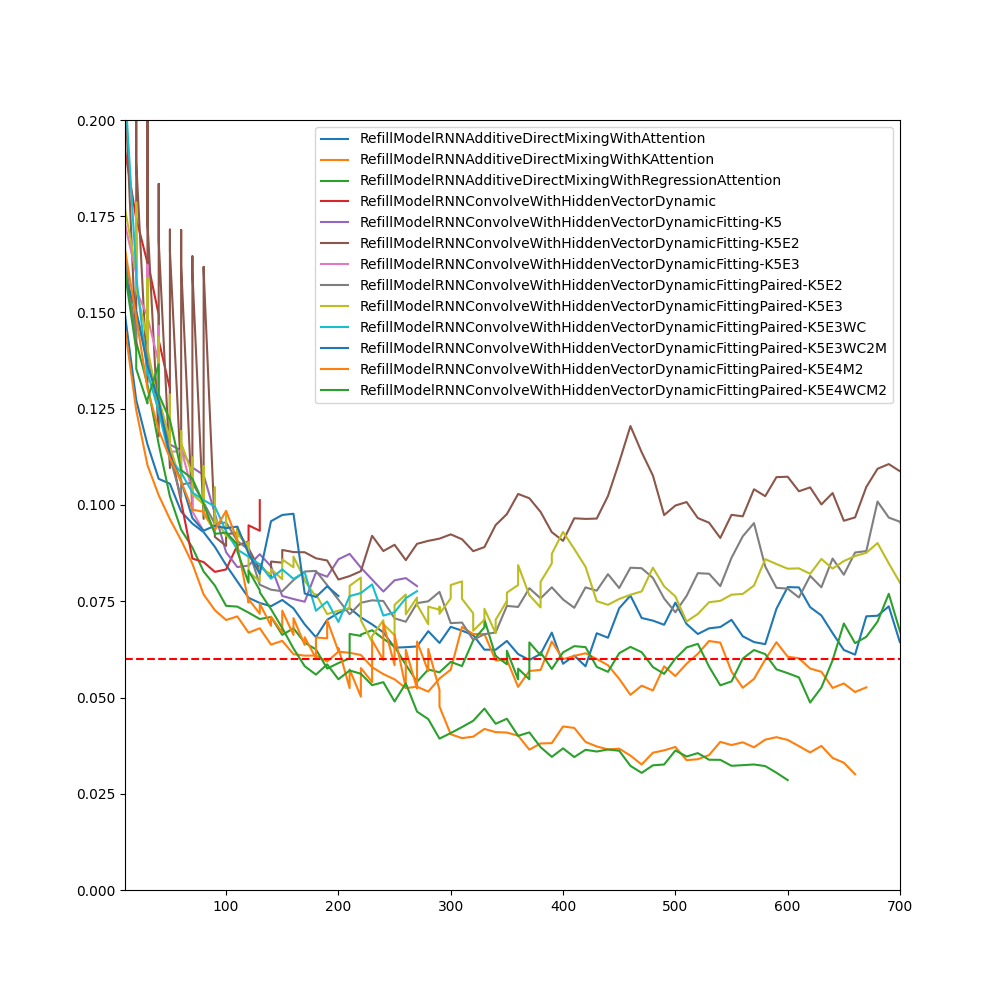 0.200
0.175
0.150
0.125
0.100
0.075
0.050
0.025
0.000
RefillModelRNNAdditiveDirectMixingWithAttention
RefillModelRNNAdditiveDirectMixingWithKAttention
RefillModelRNNAdditiveDirectMixingWithRegressionAttention
RefillModelRNNConvolveWithHiddenVectorDynamic
RefillModelRNNConvolveWithHiddenVectorDynamicFitting-K5
RefillModelRNNConvolveWithHiddenVectorDynamicFitting-K5E2
RefillModelRNNConvolveWithHiddenVectorDynamicFitting-K5E3
RefillModelRNNConvolveWithHiddenVectorDynamicFittingPaired-K5E2
RefillModelRNNConvolveWithHiddenVectorDynamicFittingPaired-K5E3
RefillModelRNNConvolveWithHiddenVectorDynamicFittingPaired-K5E3WC
RefillModelRNNConvolveWithHiddenVectorDynamicFittingPaired-K5E3WC2M
RefillModelRNNConvolveWithHiddenVectorDynamicFittingPaired-K5E4M2
RefillModelRNNConvolveWithHiddenVectorDynamicFittingPaired-K5E4WCM2
100 200 300 400 500 600 700